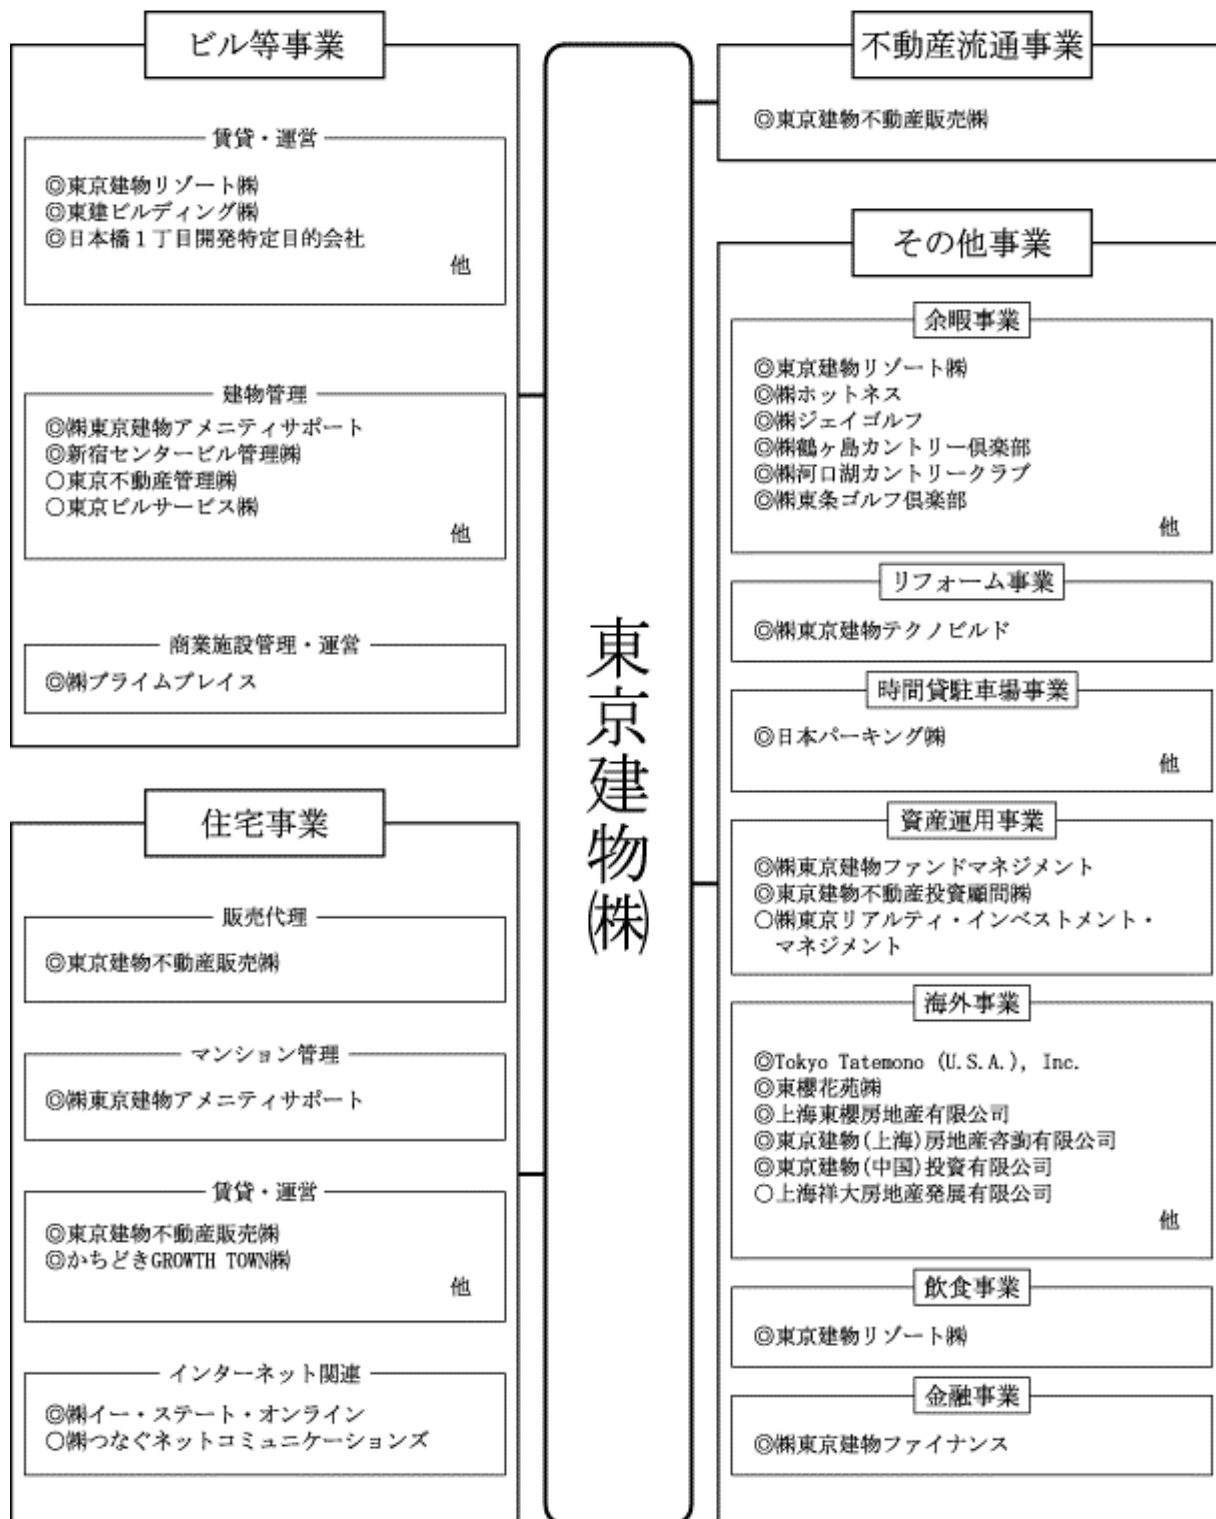 ビル等事業
賃貸・運営
◎東京建物リゾート㈱
◎東建ビルディング㈱
◎日本橋１丁目開発特定目的会社
他
建物管理
◎㈱東京建物アメニティサポート
◎新宿センタービル管理㈱
○東京不動産管理㈱
○東京ビルサービス㈱
他
商業施設管理・運営
◎㈱プライムプレイス
住宅事業
販売代理
◎東京建物不動産販売㈱
マンション管理
◎㈱東京建物アメニティサポート
賃貸・運営
◎東京建物不動産販売㈱
◎かちどきGROWTH TOWN㈱
他
インターネット関連
◎㈱イー・ステート・オンライン
○㈱つなぐネットコミュニケーションズ
東京建物㈱
不動産流通事業
◎東京建物不動産販売㈱
その他事業
余暇事業
◎東京建物リゾート㈱
◎㈱ホットネス
◎㈱ジェイゴルフ
◎㈱鶴ヶ島カントリー倶楽部
◎㈱河口湖カントリークラブ
◎㈱東条ゴルフ倶楽部
他
リフォーム事業
◎㈱東京建物テクノビルド
時間貸駐車場事業
◎日本パーキング㈱
他
資産運用事業
◎㈱東京建物ファンドマネジメント
◎東京建物不動産投資顧問㈱
○㈱東京リアルティ・インベストメント・
マネジメント
海外事業
◎Tokyo Tatemono (U.S.A.), Inc.
◎東櫻花苑㈱
◎上海東櫻房地産有限公司
◎東京建物(上海)房地産咨詢有限公司
◎東京建物(中国)投資有限公司
○上海祥大房地産発展有限公司
他
飲食事業
◎東京建物リゾート㈱
金融事業
◎㈱東京建物ファイナンス